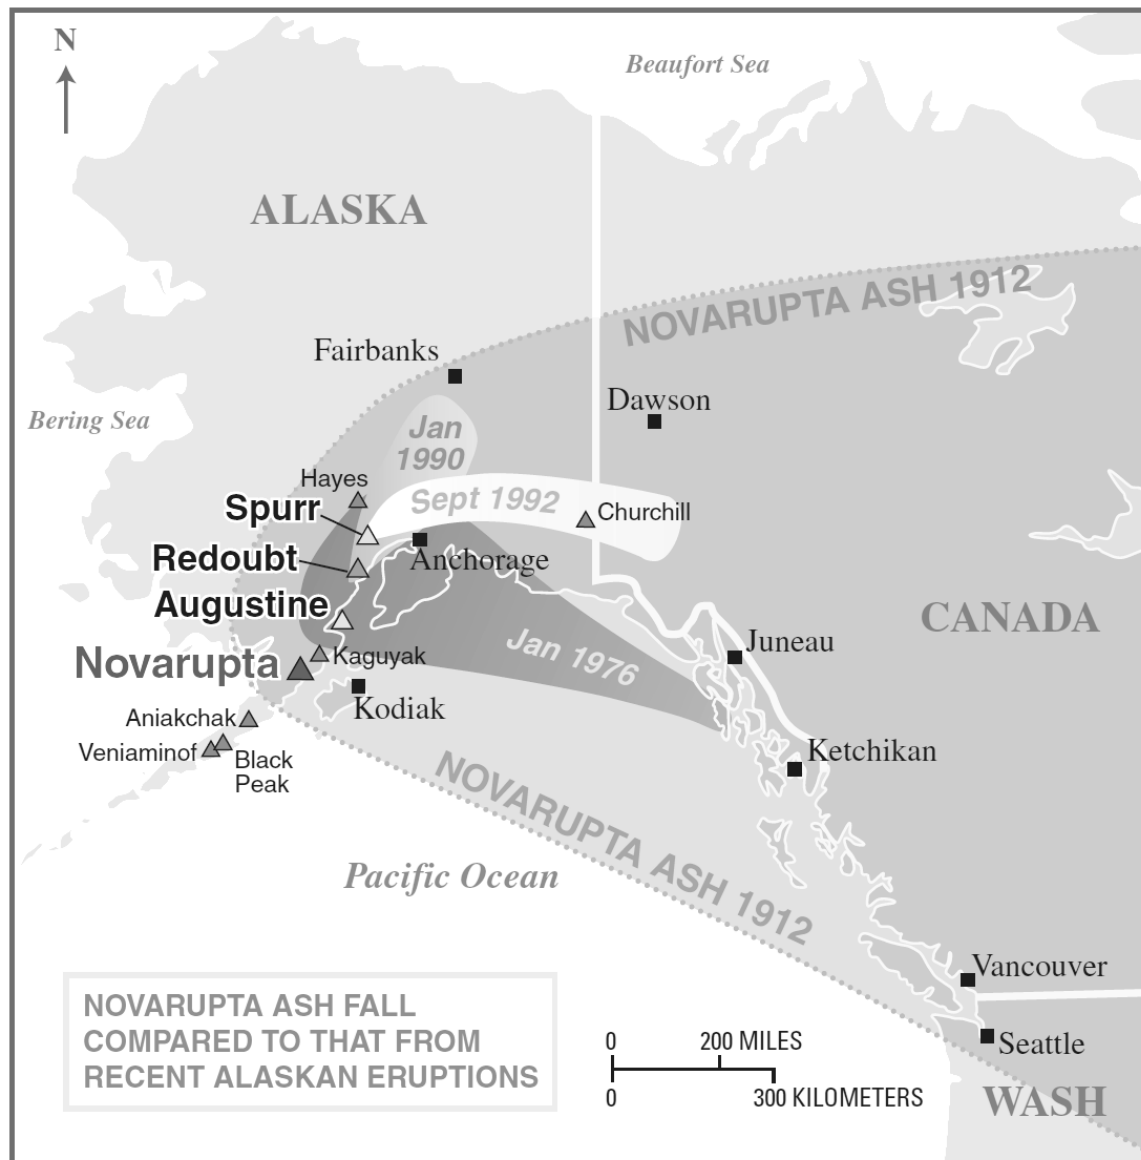 N
Beaufort Sea
ALASKA
NOVARUPTA ASH 1912
Fairbanks
Dawson
Bering Sea
Jan
1990
Hayes
Sept 1992
Spurr
Churchill
Redoubt
Anchorage
Augustine
CANADA
Juneau
Jan 1976
Novarupta
Kaguyak
Kodiak
Aniakchak
Veniaminof
Black
Peak
Ketchikan
NOVARUPTA ASH 1912
Pacific Ocean
Vancouver
NOVARUPTA ASH FALL
COMPARED TO THAT FROM
RECENT ALASKAN ERUPTIONS
0 200 MILES
0 300 KILOMETERS
Seattle
WASH